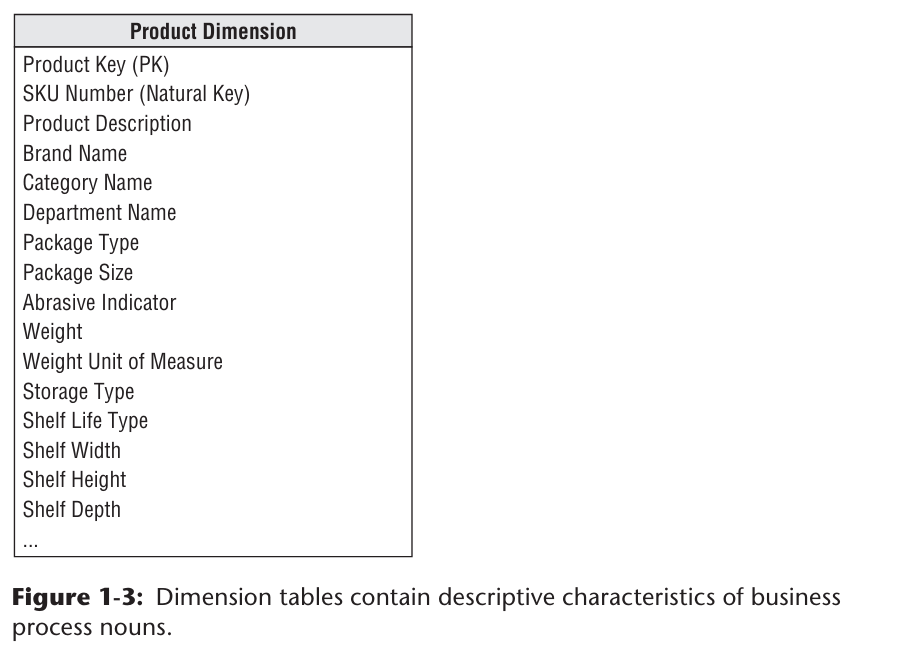 Product Dimension
Product Key (PK)
SKU Number (Natural Key)
Product Description
Brand Name
Category Name
Department Name
Package Type
Package Size
Abrasive Indicator
Weight
Weight Unit of Measure
Storage Type
Shelf Life Type
Shelf Width
Shelf Height
Shelf Depth
...
Figure 1-3: Dimension tables contain descriptive characteristics of business
process nouns.